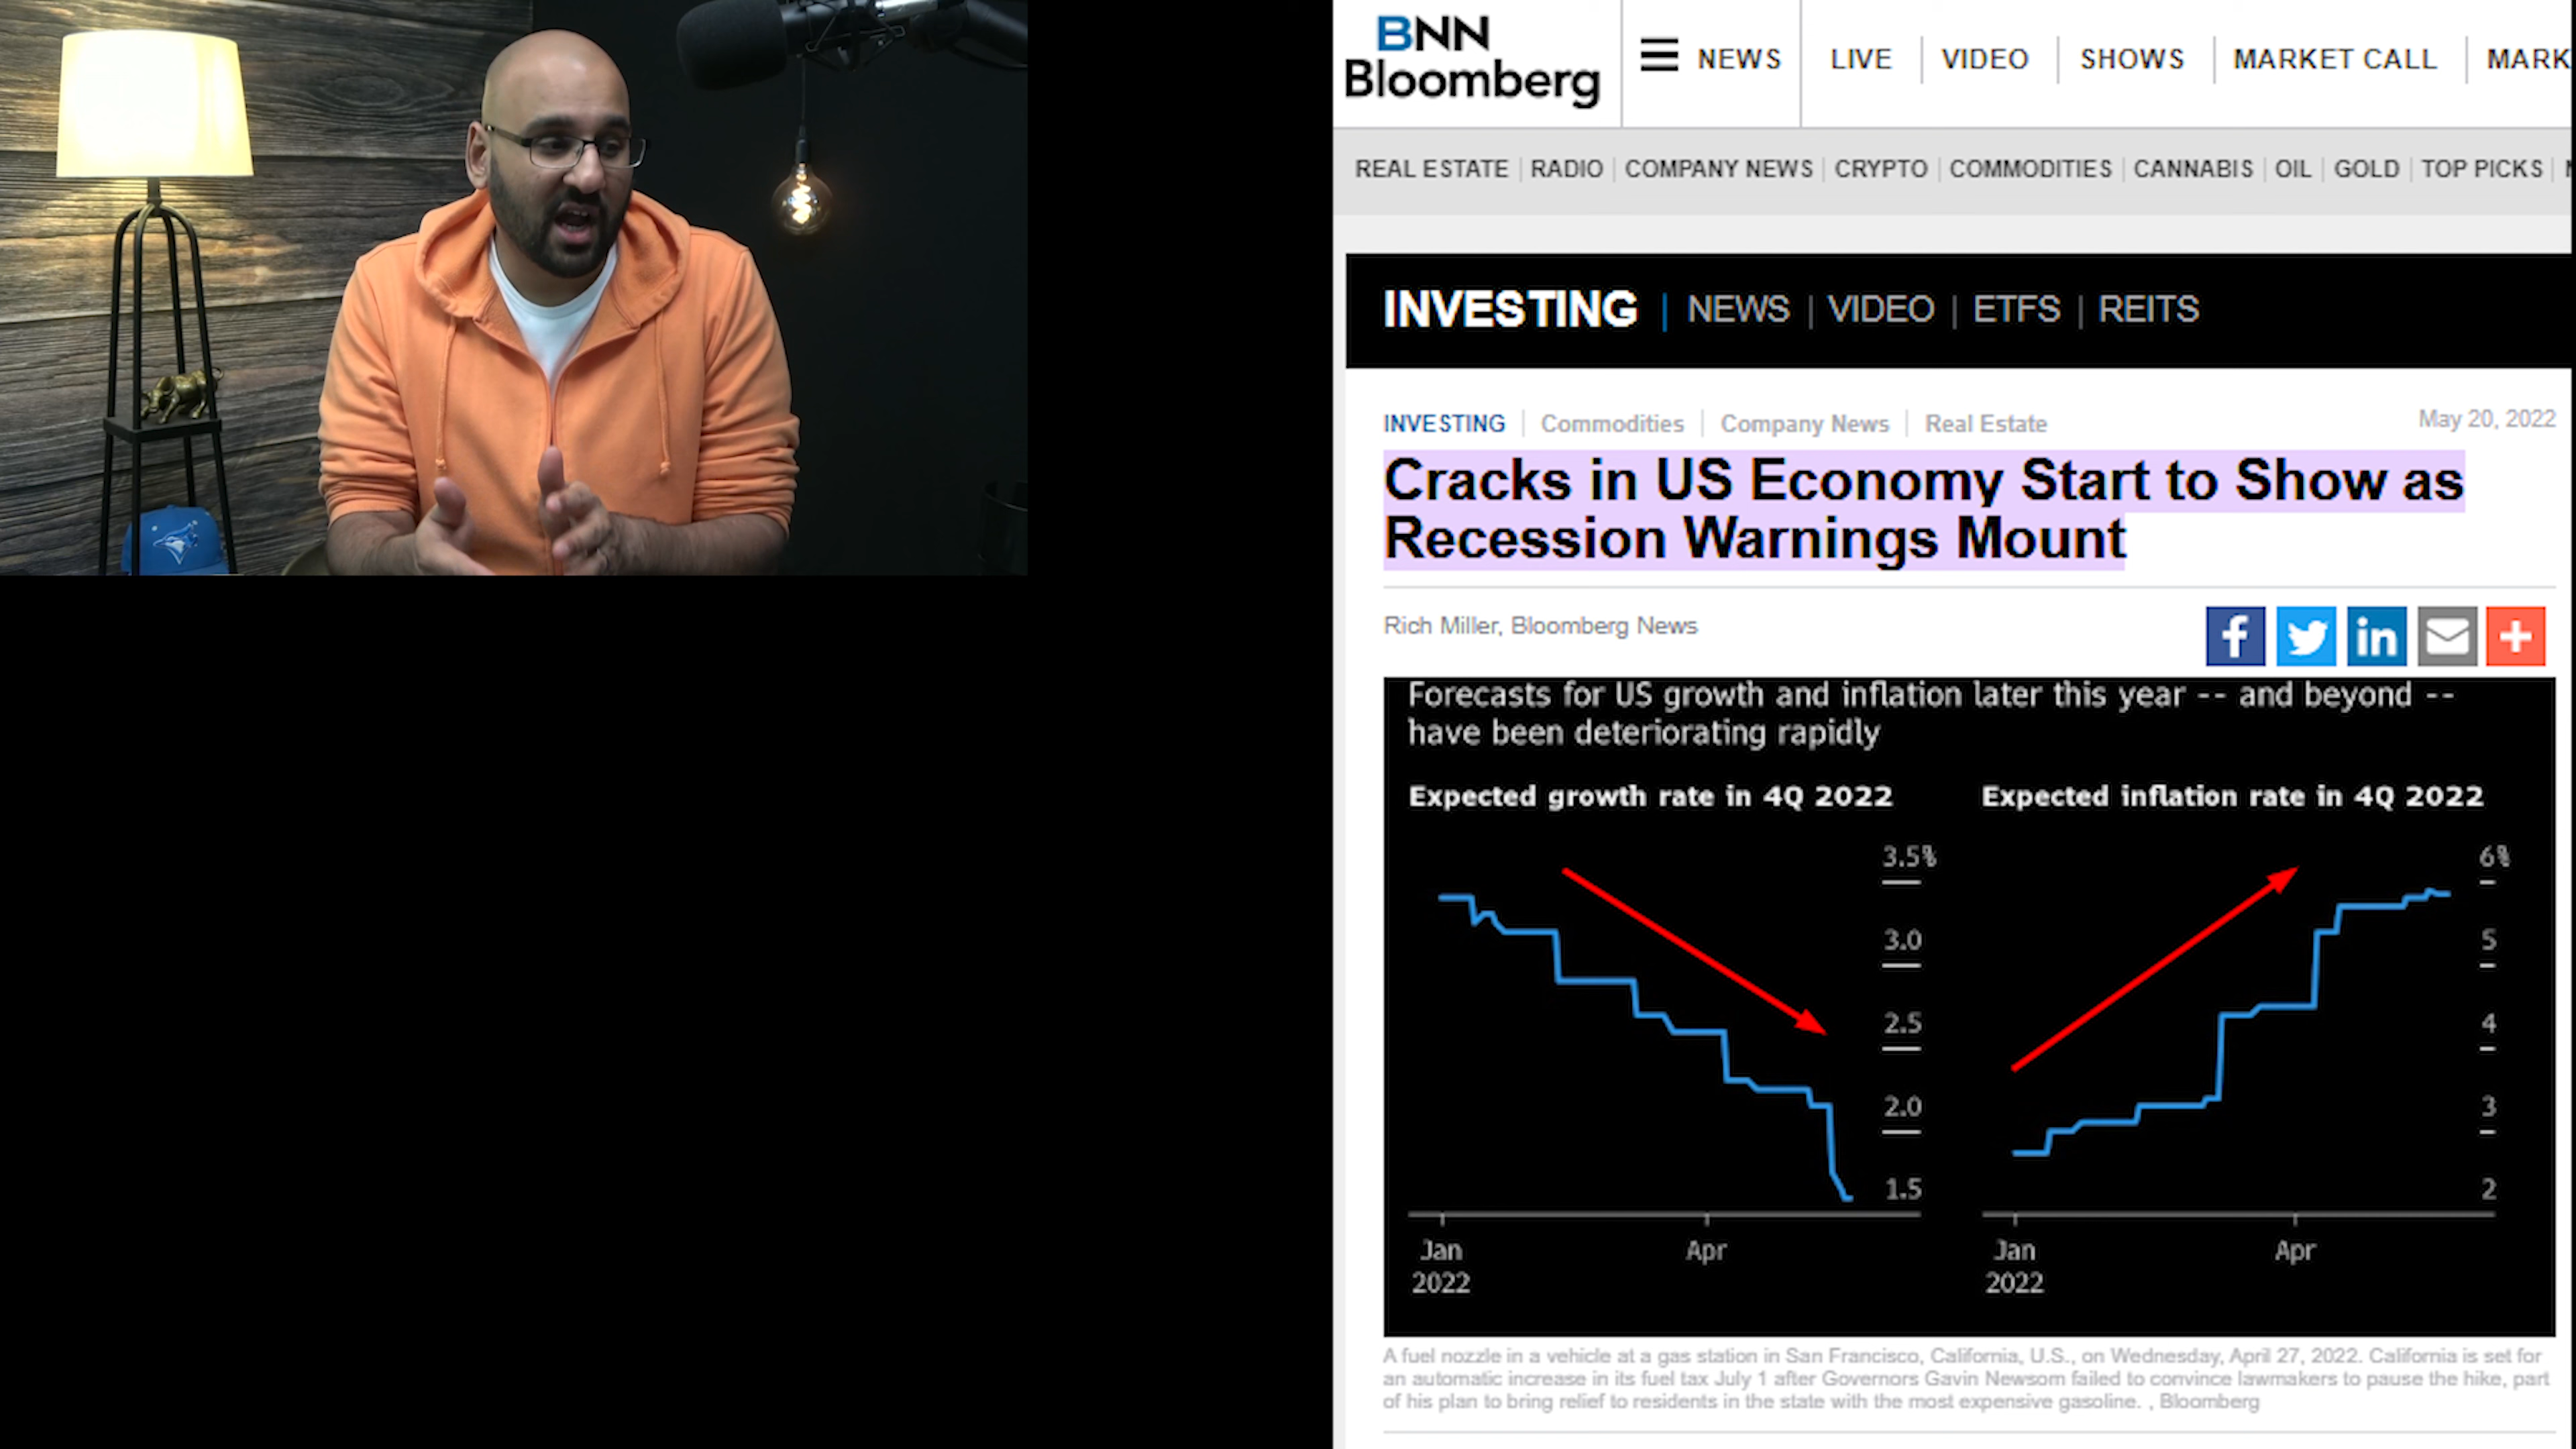 BNN
Bloomberg
NEWS
LIVE
VIDEO
SHOWS
MARKET CALL
MARK
REAL ESTATE
RADIO
COMPANY NEWS
CRYPTO
COMMODITIES
CANNABIS
OIL
GOLD
TOP PICKS
INVESTING
NEWS
VIDEO
ETFS
REITS
INVESTING
Commodities
Company News
Real Estate
May 20, 2022
Cracks in US Economy Start to Show as
Recession Warnings Mount
Rich Miller, Bloomberg News
Forecasts for US growth and inflation later this year -- and beyond --
have been deteriorating rapidly
Expected growth rate in 4Q 2022
3.5%
3.0
2.5
2.0
1.5
Jan
2022
Apr
Expected inflation rate in 4Q 2022
6%
5
4
3
2
Jan
2022
Apr
A fuel nozzle in a vehicle at a gas station in San Francisco, California, U.S., on Wednesday, April 27, 2022. California is set for
an automatic increase in its fuel tax July 1 after Governors Gavin Newsom failed to convince lawmakers to pause the hike, part
of his plan to bring relief to residents in the state with the most expensive gasoline. , Bloomberg